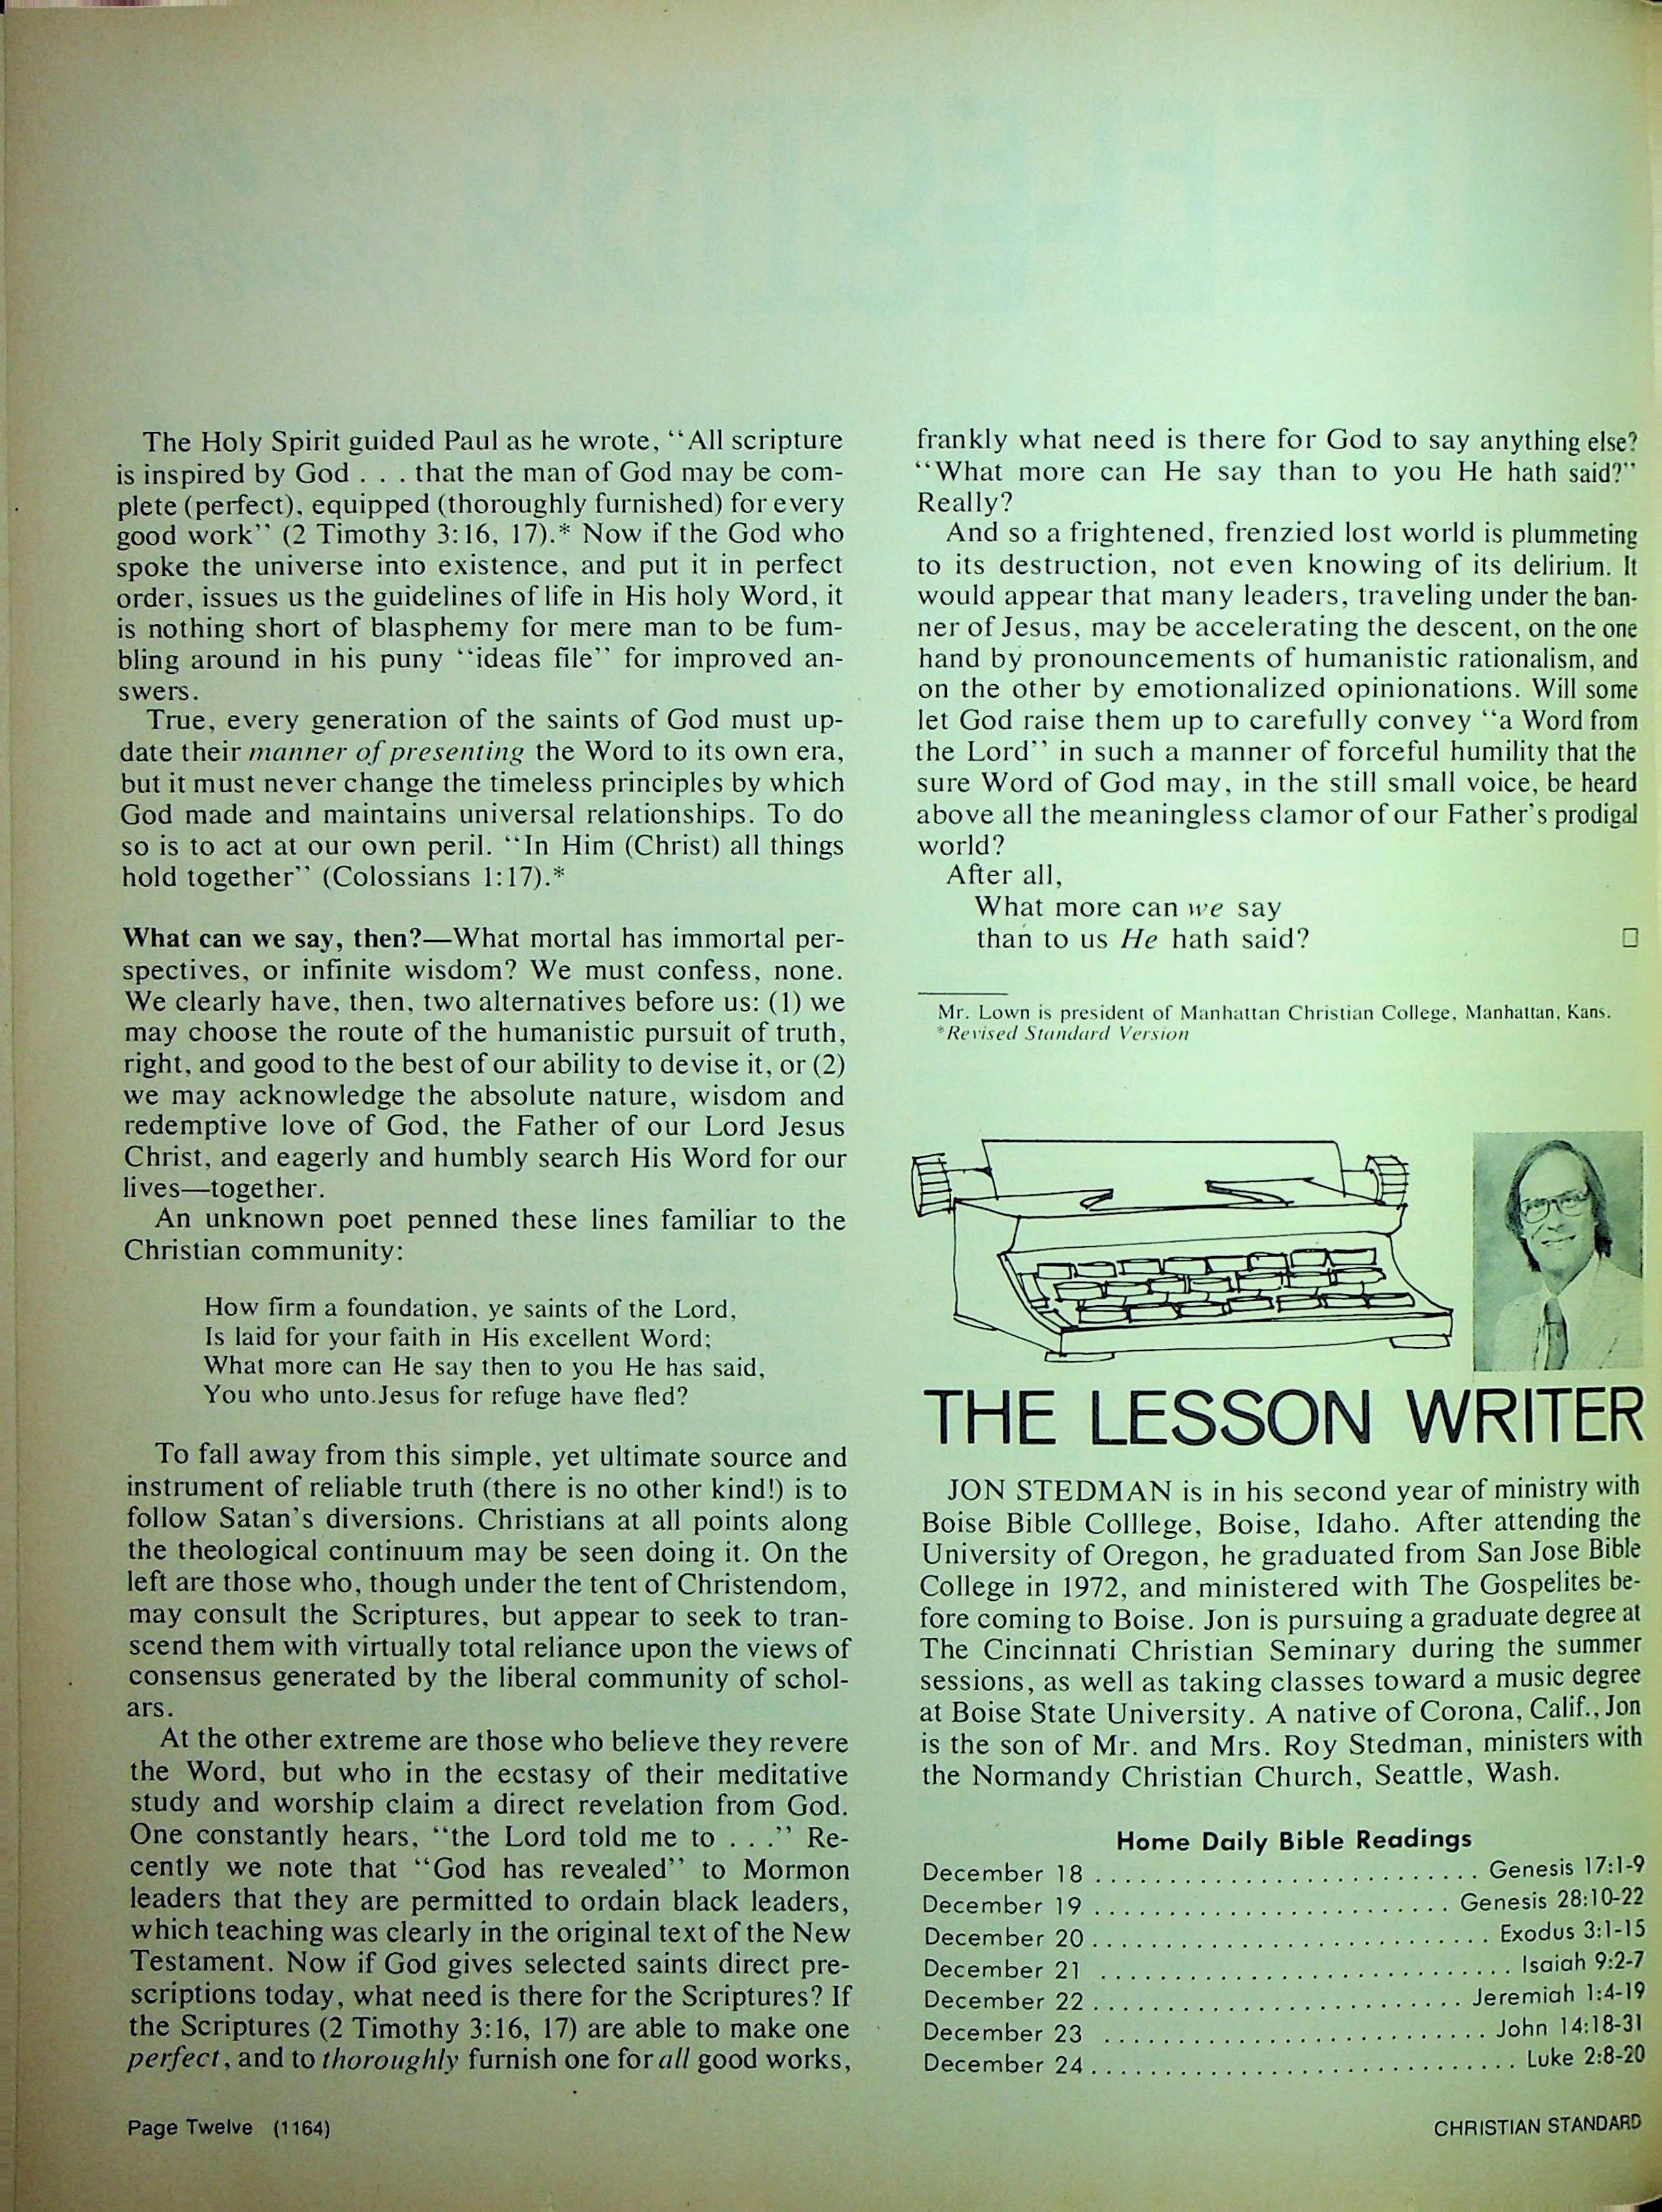 The Holy Spirit guided Paul as he wrote, “All scripture
is inspired by God . . . that the man of God may be com-
plete (perfect), equipped (thoroughly furnished) for every
good work” (2 Timothy 3:16, 17).* Now if the God who
spoke the universe into existence, and put it in perfect
order, issues us the guidelines of life in His holy Word, it
is nothing short of blasphemy for mere man to be fum-
bling around in his puny “ideas file” for improved an-
swers.
True, every generation of the saints of God must up-
date their manner of presenting the Word to its own era,
but it must never change the timeless principles by which
God made and maintains universal relationships. To do
so is to act at our own peril. “In Him (Christ) all things
hold together” (Colossians 1:17).*
What can we say, then?—What mortal has immortal per-
spectives, or infinite wisdom? We must confess, none.
We clearly have, then, two alternatives before us: (1) we
may choose the route of the humanistic pursuit of truth,
right, and good to the best of our ability to devise it, or (2)
we may acknowledge the absolute nature, wisdom and
redemptive love of God, the Father of our Lord Jesus
Christ, and eagerly and humbly search His Word for our
lives—together.
An unknown poet penned these lines familiar to the
Christian community:
How firm a foundation, ye saints of the Lord,
Is laid for your faith in His excellent Word;
What more can He say then to you He has said,
You who unto Jesus for refuge have fled?
To fall away from this simple, yet ultimate source and
instrument of reliable truth (there is no other kind!) is to
follow Satan's diversions. Christians at all points along
the theological continuum may be seen doing it. On the
left are those who, though under the tent of Christendom,
may consult the Scriptures, but appear to seek to tran-
scend them with virtually total reliance upon the views of
consensus generated by the liberal community of schol-
ars.
At the other extreme are those who believe they revere
the Word, but who in the ecstasy of their meditative
study and worship claim a direct revelation from God.
One constantly hears, “the Lord told me to . . .” Re-
cently we note that “God has revealed” to Mormon
leaders that they are permitted to ordain black leaders,
which teaching was clearly in the original text of the New
Testament. Now if God gives selected saints direct pre-
scriptions today, what need is there for the Scriptures? If
the Scriptures (2 Timothy 3:16, 17) are able to make one
perfect, and to thoroughly furnish one for all good works,
frankly what need is there for God to say anything else?
“What more can He say than to you He hath said?”
Really?
And so a frightened, frenzied lost world is plummeting
to its destruction, not even knowing of its delirium. It
would appear that many leaders, traveling under the ban-
ner of Jesus, may be accelerating the descent, on the one
hand by pronouncements of humanistic rationalism, and
on the other by emotionalized opinionations. Will some
let God raise them up to carefully convey “a Word from
the Lord” in such a manner of forceful humility that the
sure Word of God may, in the still small voice, be heard
above all the meaningless clamor of our Father's prodigal
world?
After all,
What more can we say
than to us He hath said? □
Mr. Lown is president of Manhattan Christian College, Manhattan, Kans.
*Revised Standard Version
THE LESSON WRITER
JON STEDMAN is in his second year of ministry with
Boise Bible Colllege, Boise, Idaho. After attending the
University of Oregon, he graduated from San Jose Bible
College in 1972, and ministered with The Gospelites be-
fore coming to Boise. Jon is pursuing a graduate degree at
The Cincinnati Christian Seminary during the summer
sessions, as well as taking classes toward a music degree
at Boise State University. A native of Corona, Calif., Jon
is the son of Mr. and Mrs. Roy Stedman, ministers with
the Normandy Christian Church, Seattle, Wash.
Home Daily Bible Readings
December 18 . . . . . . . . . . Genesis 17:1-9
December 19 . . . . . . . . . . Genesis 28:10-22
December 20 . . . . . . . . . . Exodus 3:1-15
December 21 . . . . . . . . . . Isaiah 9:2-7
December 22 . . . . . . . . . . Jeremiah 1:4-19
December 23 . . . . . . . . . . John 14:18-31
December 24 . . . . . . . . . . Luke 2:8-20
Page Twelve (1164)
CHRISTIAN STANDARD